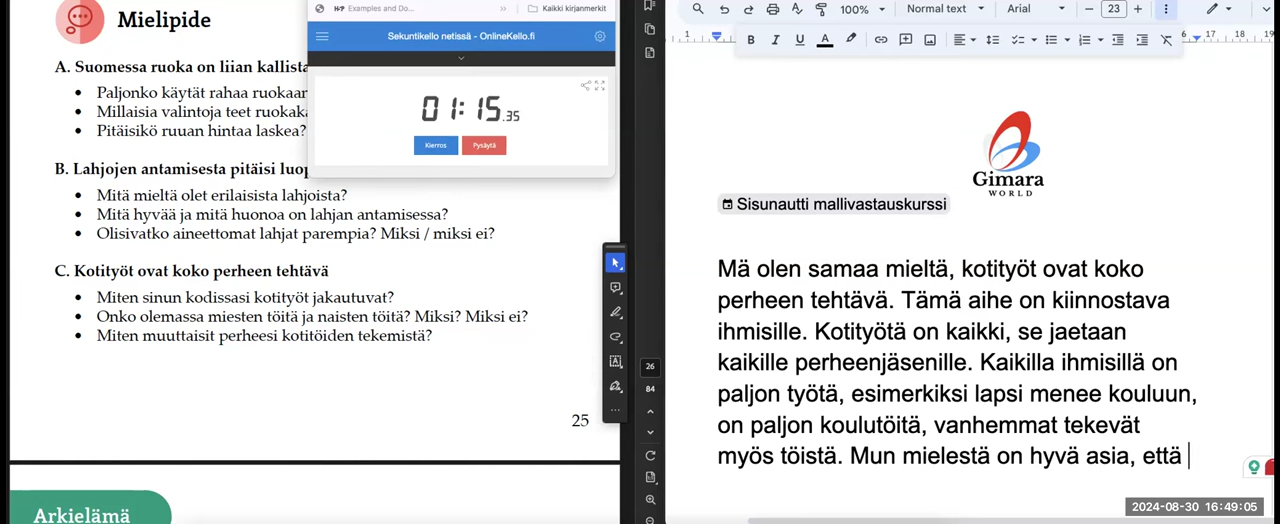 Mielipide
A. Suomessa ruoka on liian kallista
Paljonko käytät rahaa ruokaan
Millaisia valintoja teet
Pitäisikö ruuan hintaa laskea?
B. Lahjojen antamisesta pitäisi
Mitä mieltä olet erilaisista lahjoista?
Mitä hyvää ja mitä huonoa on lahjan antamisessa?
Olisivatko aineettomat lahjat parempia? Miksi / miksi ei?
C. Kotityöt ovat koko perheen tehtävä
Miten sinun kodissasi kotityöt jakautuvat?
Onko olemassa miesten töitä ja naisten töitä? Miksi? Miksi ei?
Miten muuttaisit perheesi kotitöiden tekemistä?
25
Arkielämä
Examples and Do...
Kaikki kirjanmerkit
Sekuntikello netissä - OnlineKello.fi
01:15.35
Kierros
Pysäytä
26
84
100%
Normal text
Arial
23
1
16
17
18
19
Gimara
WORLD
Sisunautti mallivastauskurssi
Mä olen samaa mieltä, kotityöt ovat koko
perheen tehtävä. Tämä aihe on kiinnostava
ihmisille. Kotityötä on kaikki, se jaetaan
kaikille perheenjäsenille. Kaikilla ihmisillä on
paljon työtä, esimerkiksi lapsi menee kouluun,
on paljon koulutöitä, vanhemmat tekevät
myös töistä. Mun mielestä on hyvä asia, että
2024-08-30 16:49:05